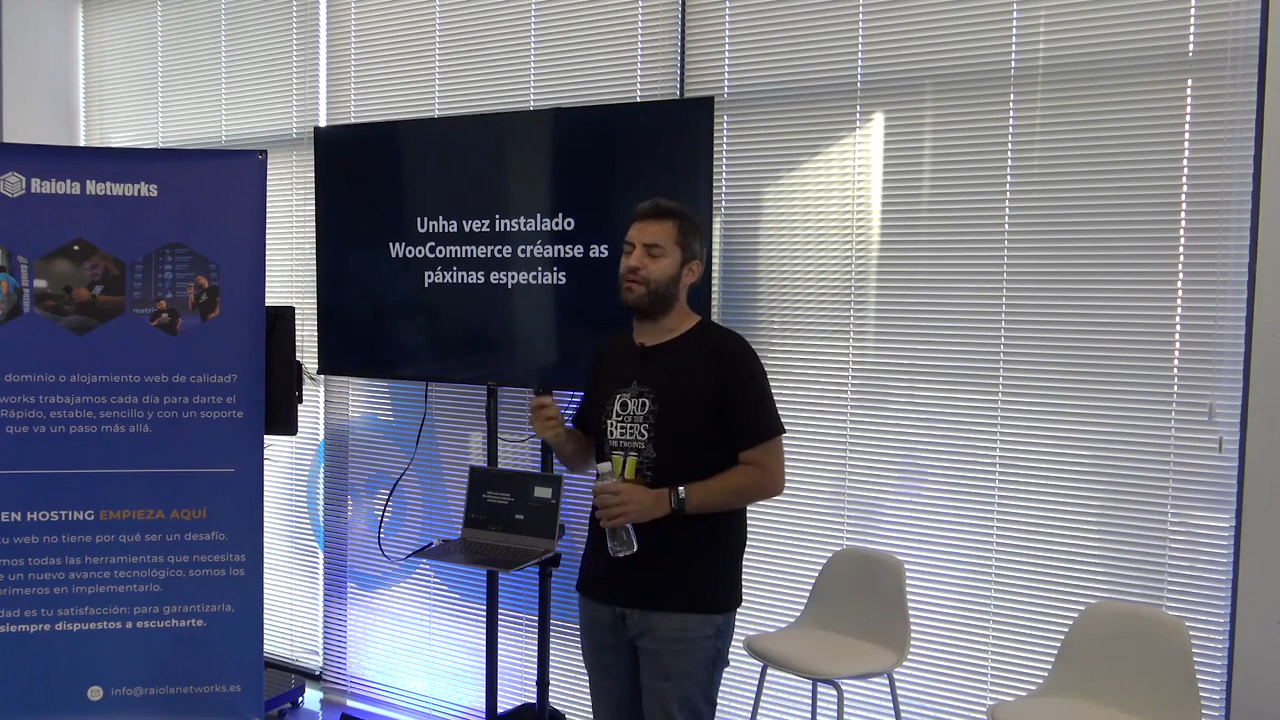 Raiola Networks
dominio o alojamiento web de calidad?
works trabajamos cada día para darte el
Rápido, estable, sencillo y con un soporte
que va un paso más allá.
EN HOSTING EMPIEZA AQUÍ
tu web no tiene por qué ser un desafío.
mos todas las herramientas que necesitas
e un nuevo avance tecnológico, somos los
primeros en implementarlo.
dad es tu satisfacción: para garantizarla,
siempre dispuestos a escucharte.
info@raiolanetworks.es
Unha vez instalado
WooCommerce créanse as
páxinas especiais
THE
LORD
OF THE
BEERS
THE TWO PINTS